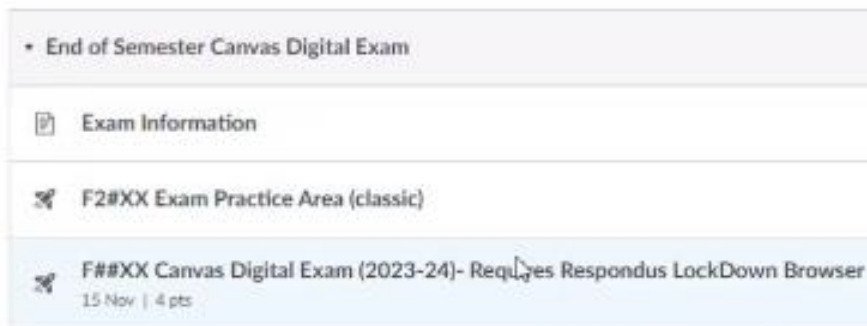 End of Semester Canvas Digital Exam
Exam Information
F2#XX Exam Practice Area (classic)
F##XX Canvas Digital Exam (2023-24)- Requires Respondus LockDown Browser
15 Nov | 4 pts